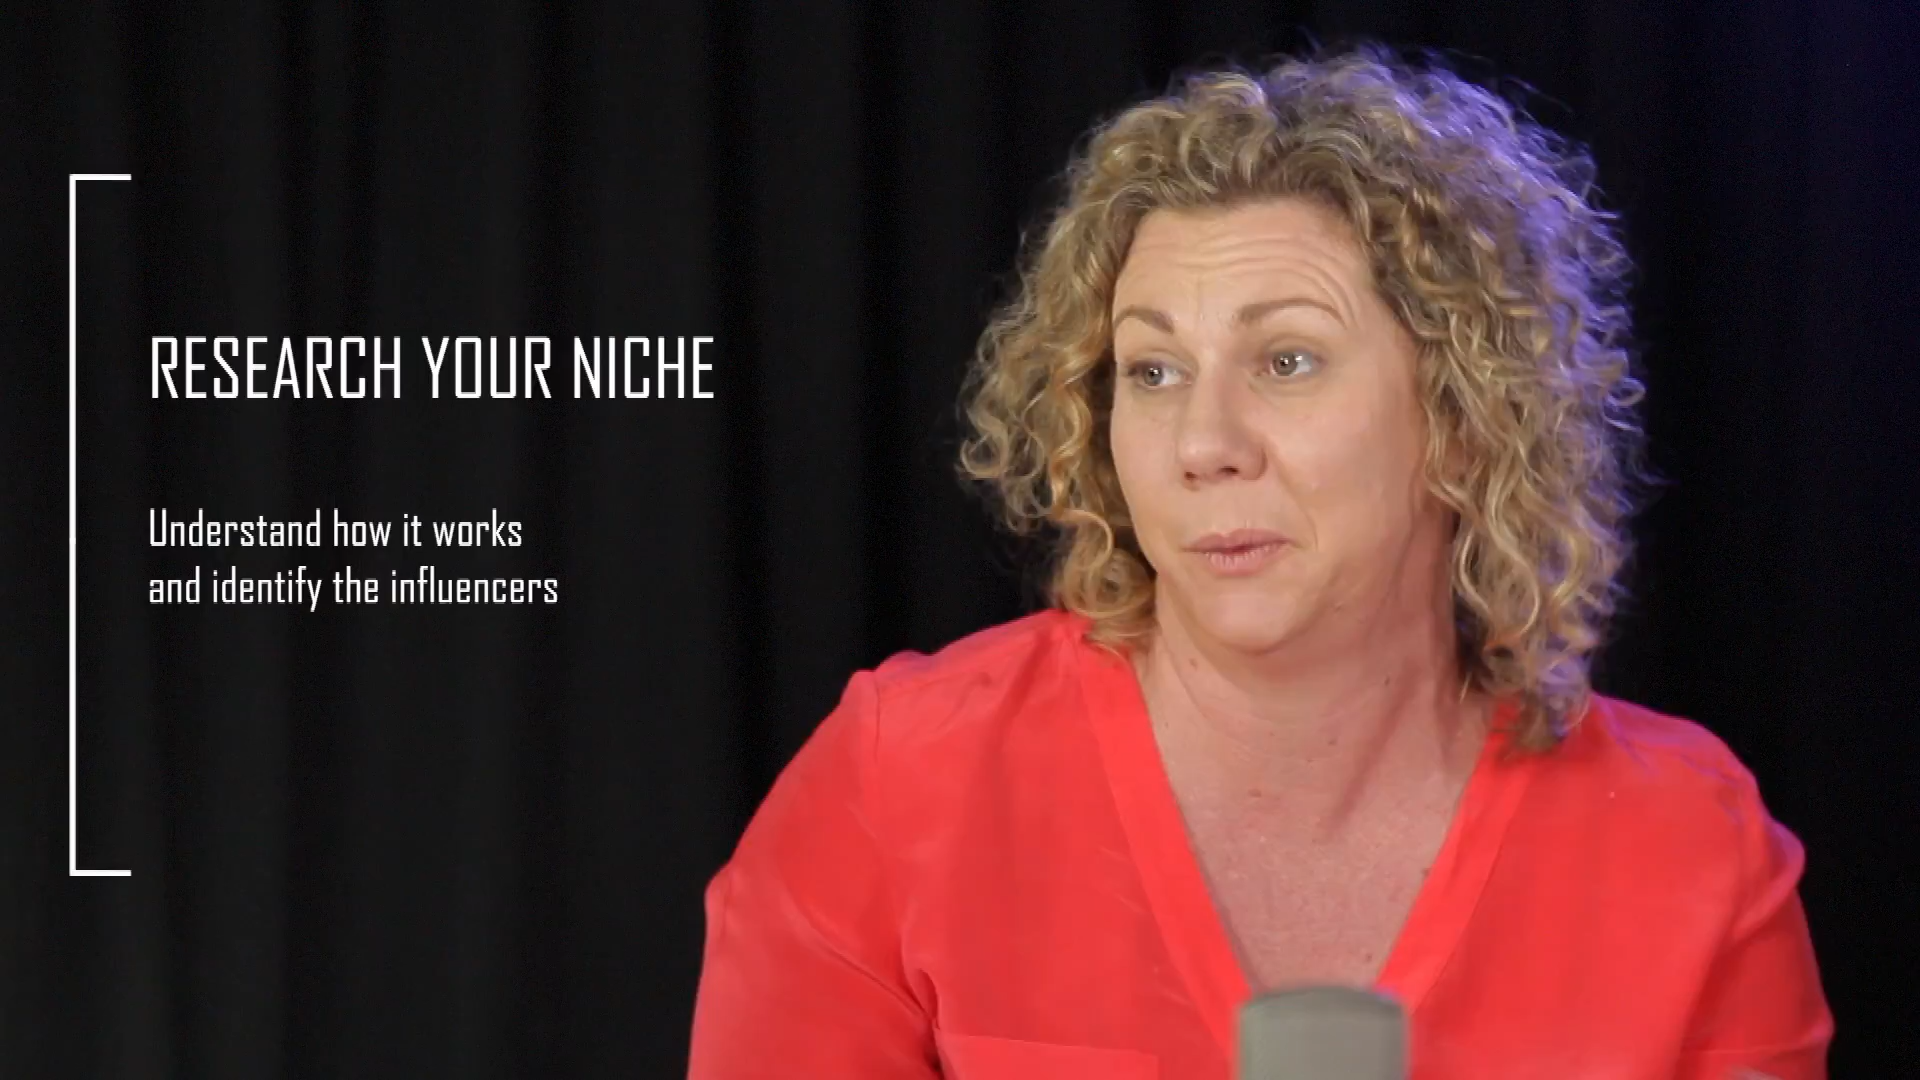 RESEARCH YOUR NICHE
Understand how it works
and identify the influencers